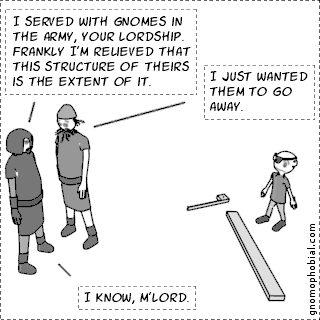 I SERVED WITH GNOMES IN
THE ARMY, YOUR LORDSHIP.
FRANKLY I'M RELIEVED THAT
THIS STRUCTURE OF THEIRS
IS THE EXTENT OF IT.
I JUST WANTED
THEM TO GO
AWAY.
I KNOW, M'LORD.
gnomophobial.com